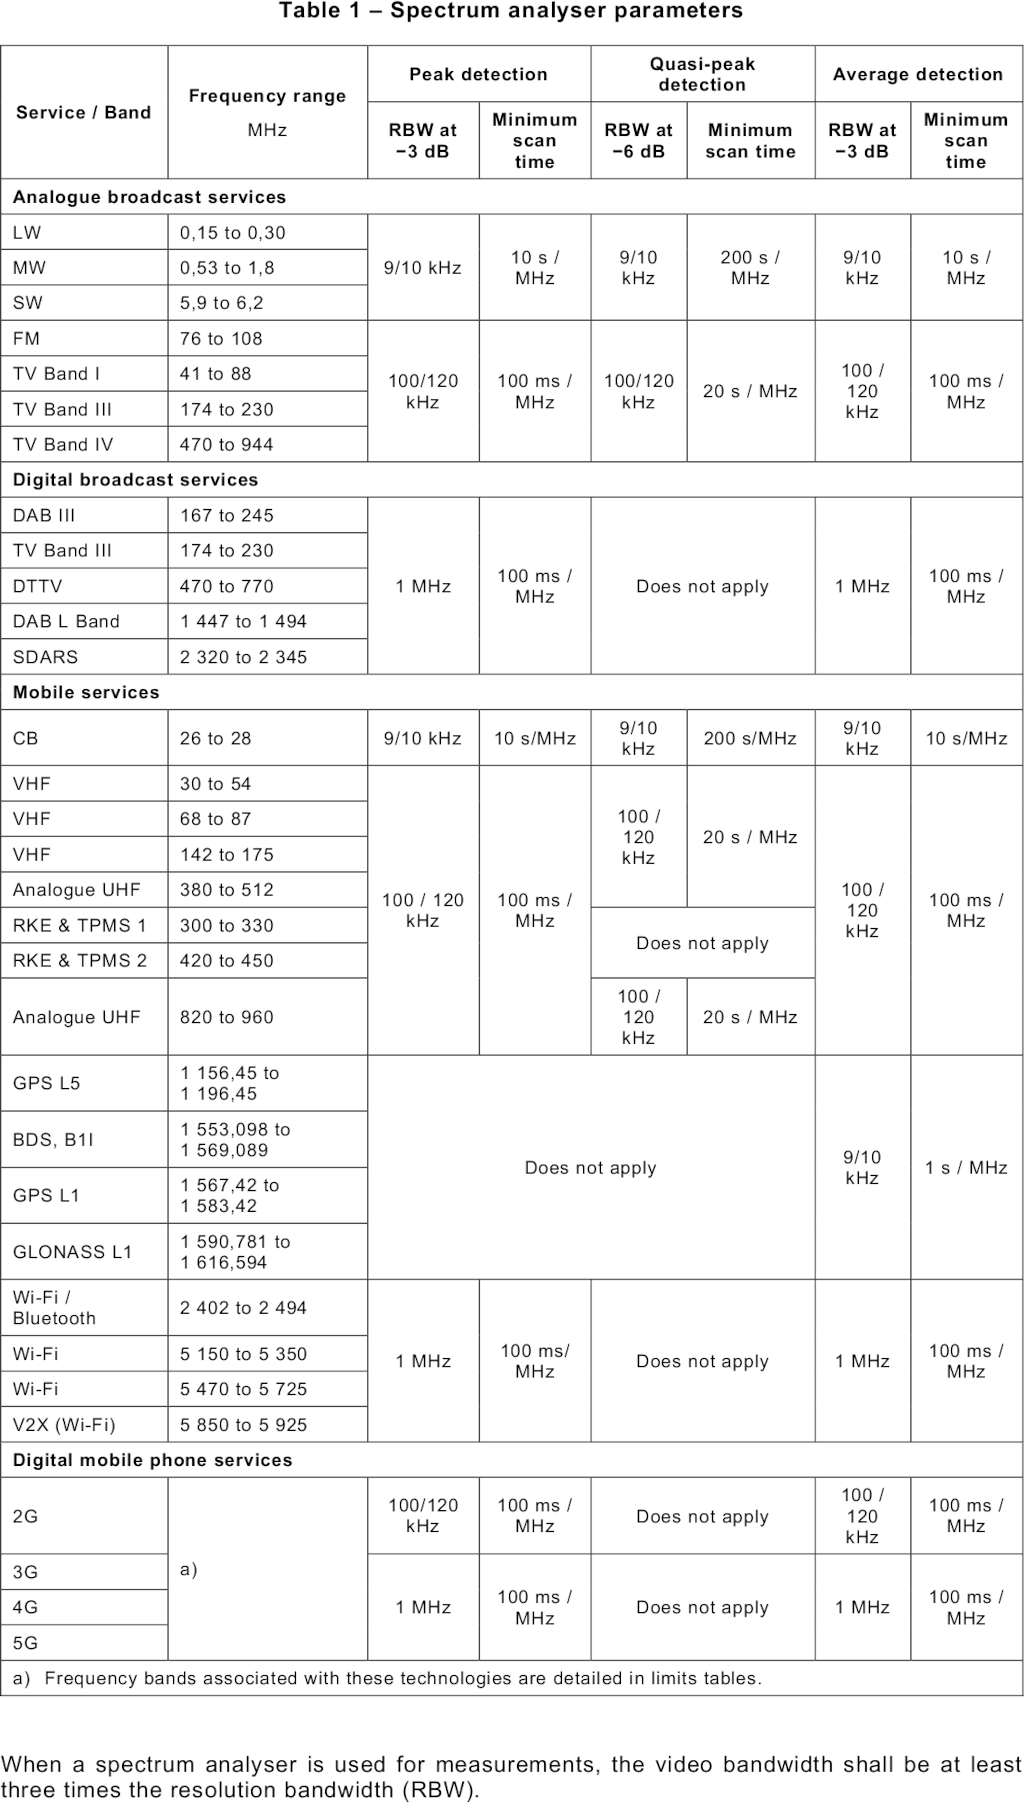 Table 1 – Spectrum analyser parameters
Service / Band
Frequency range
MHz
Peak detection
Quasi-peak
detection
Average detection
RBW at
−3 dB
Minimum
scan
time
RBW at
−6 dB
Minimum
scan time
RBW at
−3 dB
Minimum
scan
time
Analogue broadcast services
LW
0,15 to 0,30
9/10 kHz
10 s /
MHz
9/10
kHz
200 s /
MHz
9/10
kHz
10 s /
MHz
MW
0,53 to 1,8
SW
5,9 to 6,2
FM
76 to 108
100/120
kHz
100 ms /
MHz
100/120
kHz
20 s / MHz
100 /
120
kHz
100 ms /
MHz
TV Band I
41 to 88
TV Band III
174 to 230
TV Band IV
470 to 944
Digital broadcast services
DAB III
167 to 245
1 MHz
100 ms /
MHz
Does not apply
1 MHz
100 ms /
MHz
TV Band III
174 to 230
DTTV
470 to 770
DAB L Band
1 447 to 1 494
SDARS
2 320 to 2 345
Mobile services
CB
26 to 28
9/10 kHz
10 s/MHz
9/10
kHz
200 s/MHz
9/10
kHz
10 s/MHz
VHF
30 to 54
100 / 120
kHz
100 ms /
MHz
100 /
120
kHz
20 s / MHz
100 /
120
kHz
100 ms /
MHz
VHF
68 to 87
VHF
142 to 175
Analogue UHF
380 to 512
RKE & TPMS 1
300 to 330
Does not apply
RKE & TPMS 2
420 to 450
Analogue UHF
820 to 960
100 /
120
kHz
20 s / MHz
GPS L5
1 156,45 to
1 196,45
Does not apply
9/10
kHz
1 s / MHz
BDS, B1I
1 553,098 to
1 569,089
GPS L1
1 567,42 to
1 583,42
GLONASS L1
1 590,781 to
1 616,594
Wi-Fi /
Bluetooth
2 402 to 2 494
1 MHz
100 ms/
MHz
Does not apply
1 MHz
100 ms /
MHz
Wi-Fi
5 150 to 5 350
Wi-Fi
5 470 to 5 725
V2X (Wi-Fi)
5 850 to 5 925
Digital mobile phone services
2G
a)
100/120
kHz
100 ms /
MHz
Does not apply
100 /
120
kHz
100 ms /
MHz
3G
1 MHz
100 ms /
MHz
Does not apply
1 MHz
100 ms /
MHz
4G
5G
a) Frequency bands associated with these technologies are detailed in limits tables.
When a spectrum analyser is used for measurements, the video bandwidth shall be at least
three times the resolution bandwidth (RBW).